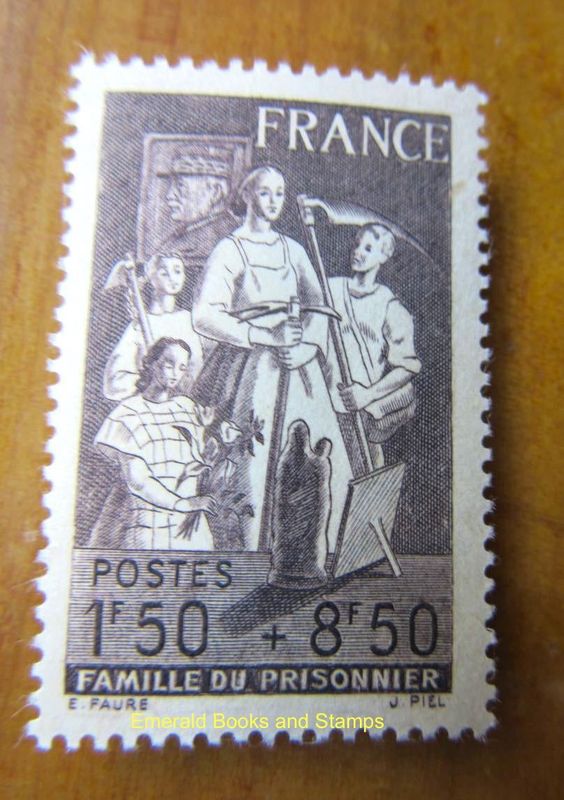 FRANCE
POSTES
1F50 + 8F50
FAMILLE DU PRISONNIER
E. FAURE J. PIEL
Emerald Books and Stamps